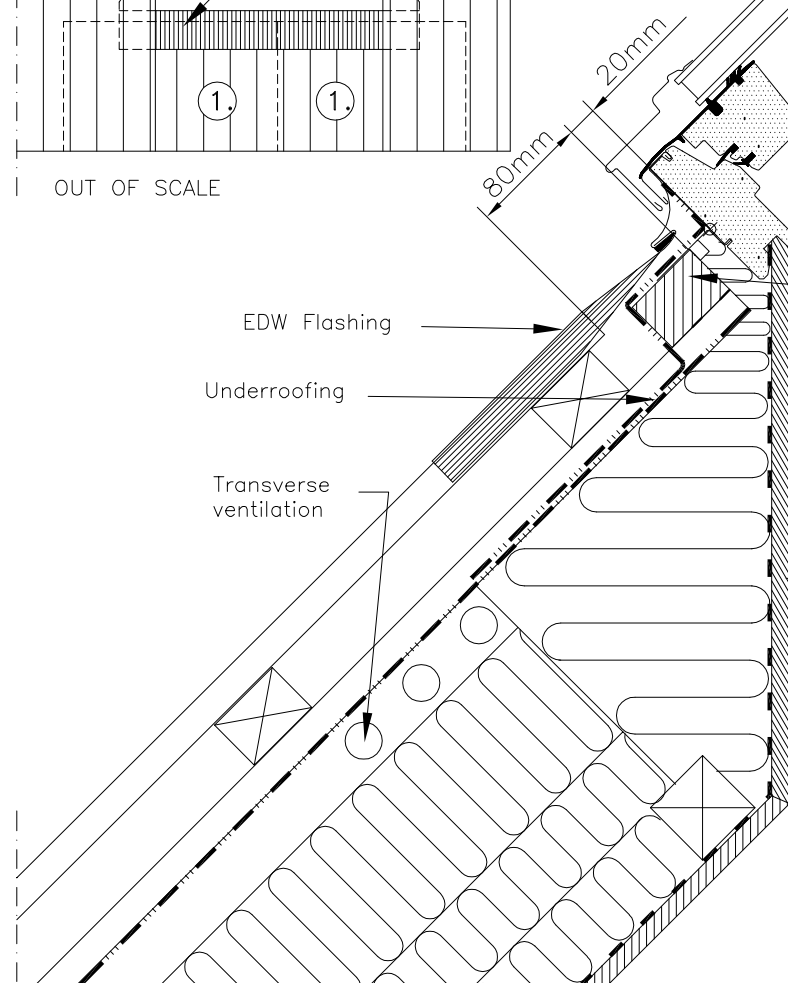 1.
1.
OUT OF SCALE
20mm
80mm
EDW Flashing
Underroofing
Transverse
ventilation